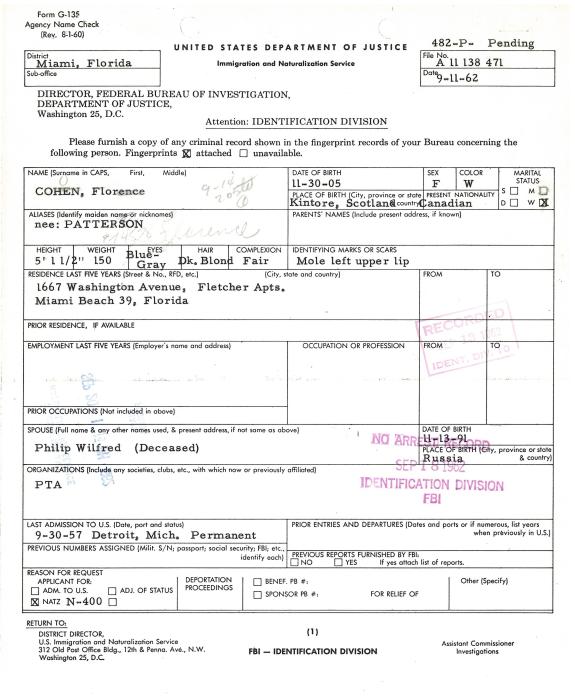 Form G-135
Agency Name Check
(Rev. 8-1-60)
482-P- Pending
UNITED STATES DEPARTMENT OF JUSTICE
Immigration and Naturalization Service
District
Miami, Florida
Sub-office
File No.
A 11 138 471
Date
9-11-62
DIRECTOR, FEDERAL BUREAU OF INVESTIGATION,
DEPARTMENT OF JUSTICE,
Washington 25, D.C.
Attention: IDENTIFICATION DIVISION
Please furnish a copy of any criminal record shown in the fingerprint records of your Bureau concerning the
following person. Fingerprints X attached unavailable.
NAME (Surname in CAPS, First, Middle)
COHEN, Florence
DATE OF BIRTH
11-30-05
SEX
F
COLOR
W
MARITAL
STATUS
S M
D W X
PLACE OF BIRTH (City, province or state country)
Kintore, Scotland
PRESENT NATIONALITY
Canadian
ALIASES (Identify maiden name or nicknames)
nee: PATTERSON
PARENTS' NAMES: (Include present address, if known)
HEIGHT
5' 1 1/2"
WEIGHT
150
EYES
Blue-
Gray
HAIR
Dk. Blond
COMPLEXION
Fair
IDENTIFYING MARKS OR SCARS
Mole left upper lip
RESIDENCE LAST FIVE YEARS (Street & No., RFD, etc.) (City, state and country)
FROM
TO
1667 Washington Avenue, Fletcher Apts.
Miami Beach 39, Florida
PRIOR RESIDENCE, IF AVAILABLE
RECORDED
IDENT. DIV.
EMPLOYMENT LAST FIVE YEARS (Employer's name and address)
OCCUPATION OR PROFESSION
FROM
TO
PRIOR OCCUPATIONS (Not included above)
SPOUSE (Full name & any other names used, & present address, if not same as above)
Philip Wilfred (Deceased)
DATE OF BIRTH
11-13-91
PLACE OF BIRTH (City, province or state
& country)
Russia
NO ARREST RECORD
SEP 18 1962
IDENTIFICATION DIVISION
FBI
ORGANIZATIONS (Include any societies, clubs, etc., with which now or previously affiliated)
PTA
LAST ADMISSION TO U.S. (Date, port and status)
9-30-57 Detroit, Mich. Permanent
PRIOR ENTRIES AND DEPARTURES (Dates and ports or if numerous, list years
when previously in U.S.)
PREVIOUS NUMBERS ASSIGNED (Milit. S/N; passport; social security; FBI; etc.,
identify each)
PREVIOUS REPORTS FURNISHED BY FBI:
NO YES If yes attach list of reports.
REASON FOR REQUEST
APPLICANT FOR:
ADM. TO U.S. ADJ. OF STATUS
X NATZ N-400
DEPORTATION
PROCEEDINGS
BENEF. PB #:
SPONSOR PB #: FOR RELIEF OF
Other (Specify)
RETURN TO:
DISTRICT DIRECTOR,
U.S. Immigration and Naturalization Service
312 Old Post Office Bldg., 12th & Penna. Ave., N.W.
Washington 25, D.C.
(1)
FBI — IDENTIFICATION DIVISION
Assistant Commissioner
Investigations